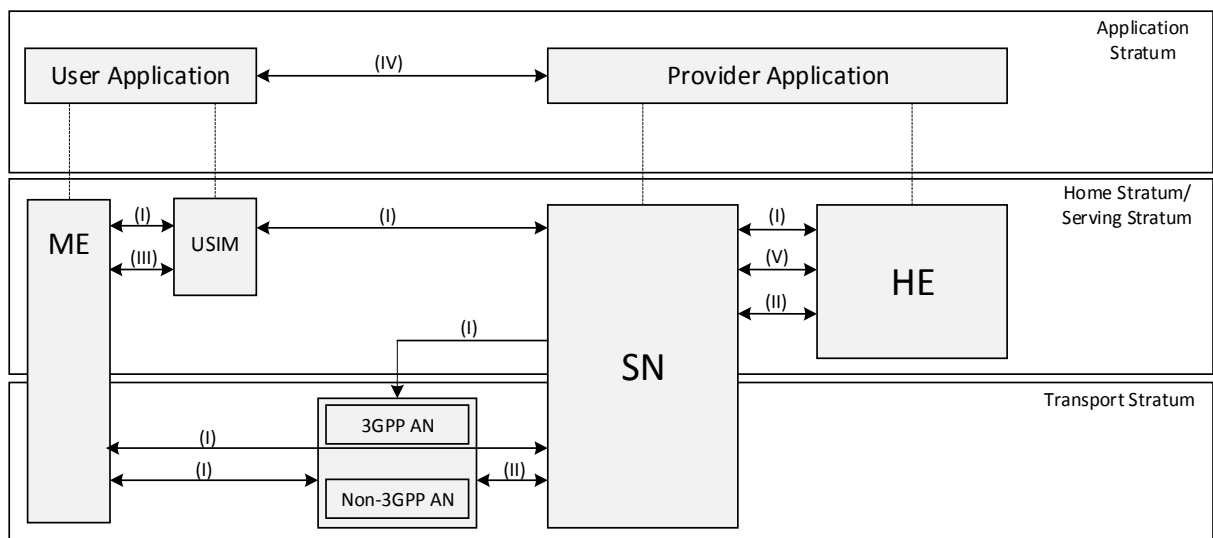 Application
Stratum
User Application
(IV)
Provider Application
Home Stratum/
Serving Stratum
ME
(I)
(III)
USIM
(I)
(I)
(V)
(II)
HE
(I)
SN
Transport Stratum
3GPP AN
(I)
(I)
(II)
Non-3GPP AN